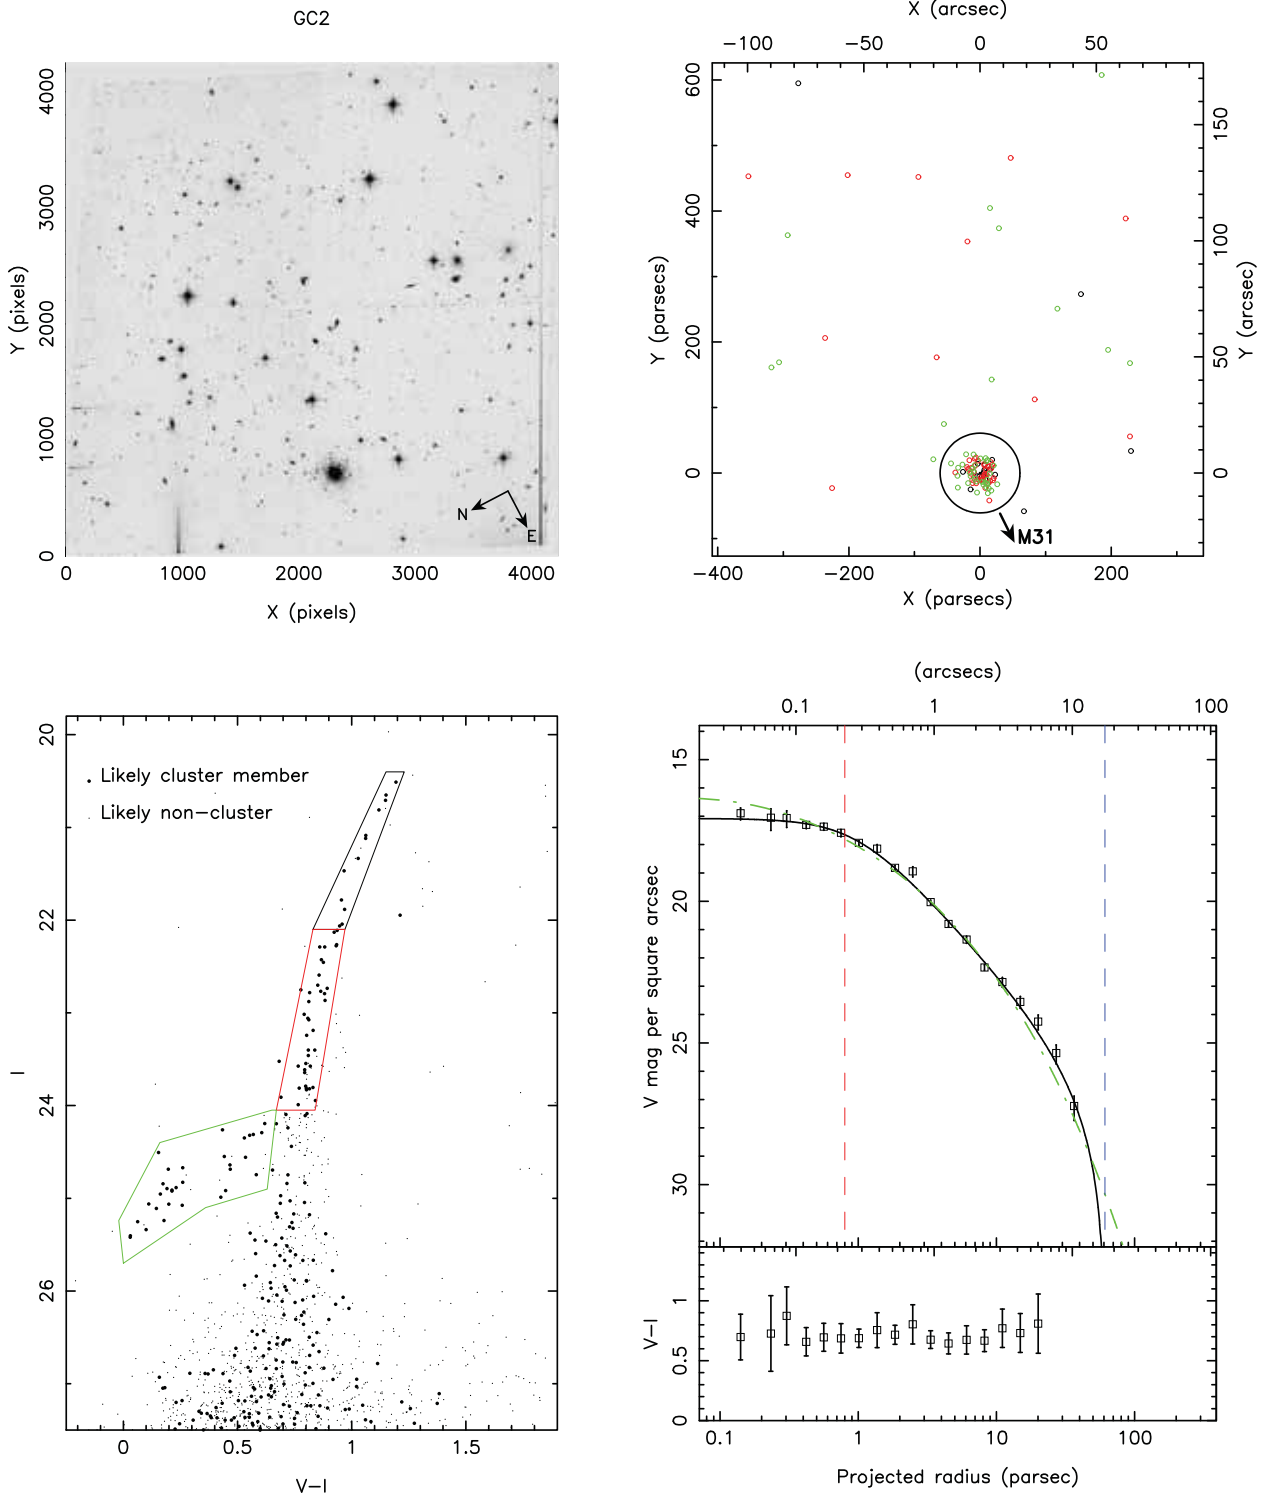 GC2
4000
3000
2000
1000
0
Y (pixels)
N
E
0 1000 2000 3000 4000
X (pixels)
X (arcsec)
−100 −50 0 50
600
400
200
0
Y (parsecs)
150
100
50
0
Y (arcsec)
M31
−400 −200 0 200
X (parsecs)
20
22
24
26
I
Likely cluster member
Likely non−cluster
0 0.5 1 1.5
V−I
(arcsecs)
0.1 1 10 100
15
20
25
30
V mag per square arcsec
1
0.5
0
V−I
0.1 1 10 100
Projected radius (parsec)